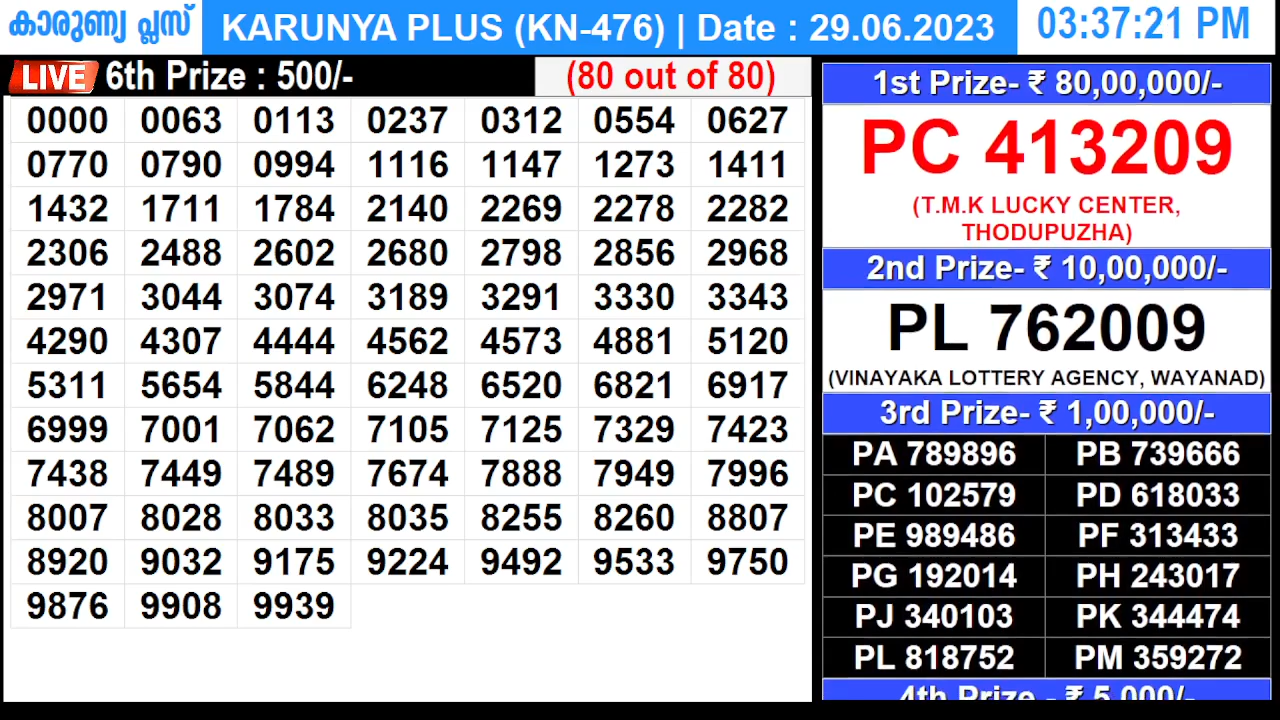 കാരുണ്യ പ്ലസ്
KARUNYA PLUS (KN-476) | Date : 29.06.2023
03:37:21 PM
LIVE 6th Prize : 500/- (80 out of 80)
0000 0063 0113 0237 0312 0554 0627
0770 0790 0994 1116 1147 1273 1411
1432 1711 1784 2140 2269 2278 2282
2306 2488 2602 2680 2798 2856 2968
2971 3044 3074 3189 3291 3330 3343
4290 4307 4444 4562 4573 4881 5120
5311 5654 5844 6248 6520 6821 6917
6999 7001 7062 7105 7125 7329 7423
7438 7449 7489 7674 7888 7949 7996
8007 8028 8033 8035 8255 8260 8807
8920 9032 9175 9224 9492 9533 9750
9876 9908 9939
1st Prize- ₹ 80,00,000/-
PC 413209
(T.M.K LUCKY CENTER,
THODUPUZHA)
2nd Prize- ₹ 10,00,000/-
PL 762009
(VINAYAKA LOTTERY AGENCY, WAYANAD)
3rd Prize- ₹ 1,00,000/-
PA 789896 PB 739666
PC 102579 PD 618033
PE 989486 PF 313433
PG 192014 PH 243017
PJ 340103 PK 344474
PL 818752 PM 359272
4th Prize - ₹ 5,000/-